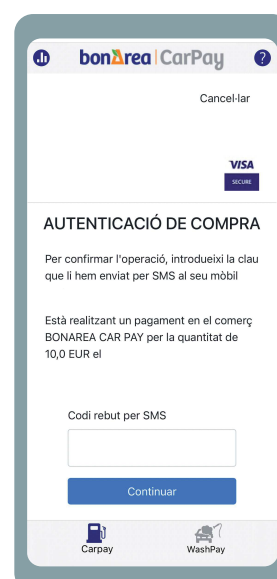 bonÀrea CarPay ?
Cancel·lar
VISA
SECURE
AUTENTICACIÓ DE COMPRA
Per confirmar l'operació, introdueixi la clau
que li hem enviat per SMS al seu mòbil
Està realitzant un pagament en el comerç
BONAREA CAR PAY per la quantitat de
10,0 EUR el
Codi rebut per SMS
Continuar
Carpay WashPay